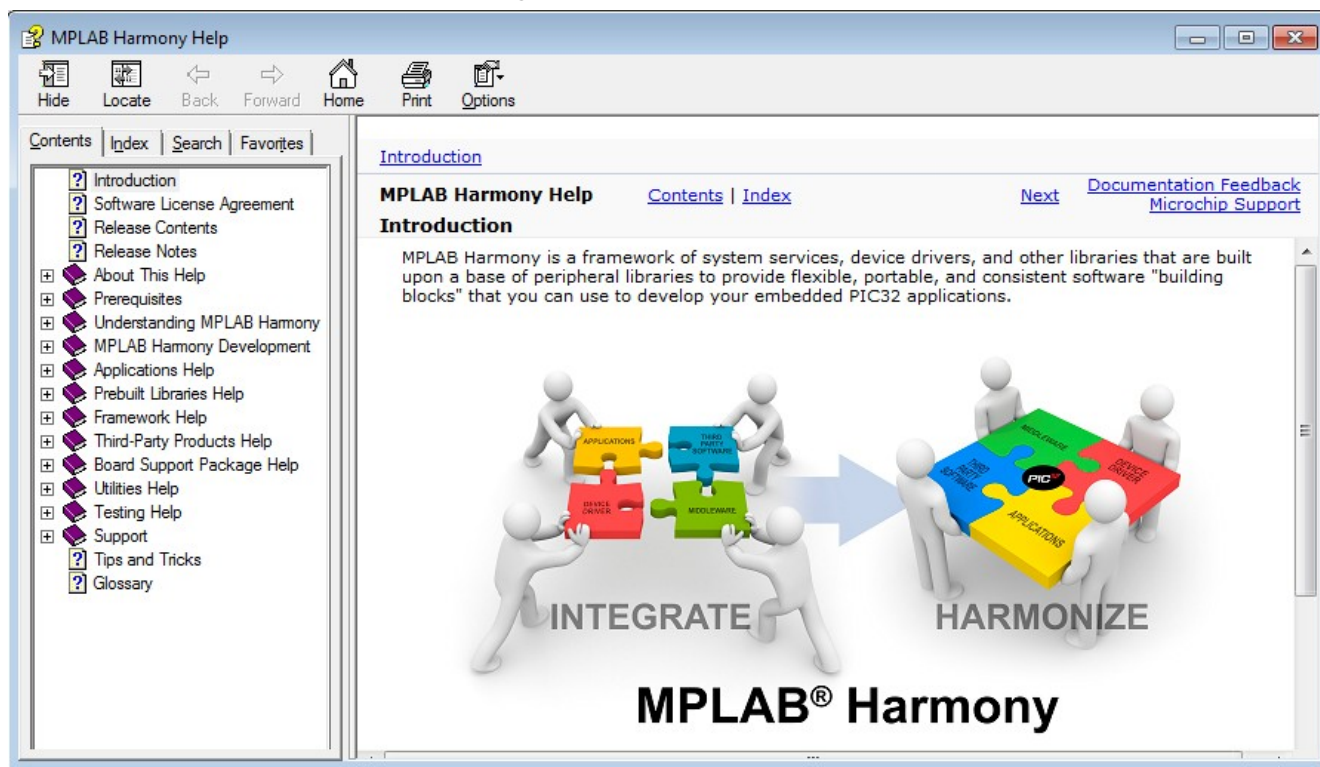 MPLAB Harmony Help
Hide Locate Back Forward Home Print Options
Contents Index Search Favorites
Introduction
Software License Agreement
Release Contents
Release Notes
About This Help
Prerequisites
Understanding MPLAB Harmony
MPLAB Harmony Development
Applications Help
Prebuilt Libraries Help
Framework Help
Third-Party Products Help
Board Support Package Help
Utilities Help
Testing Help
Support
Tips and Tricks
Glossary
Introduction
MPLAB Harmony Help Contents | Index Next Documentation Feedback
Microchip Support
Introduction
MPLAB Harmony is a framework of system services, device drivers, and other libraries that are built
upon a base of peripheral libraries to provide flexible, portable, and consistent software "building
blocks" that you can use to develop your embedded PIC32 applications.
APPLICATIONS
THIRD
PARTY
SOFTWARE
DEVICE
DRIVER
MIDDLEWARE
INTEGRATE
MIDDLEWARE
THIRD
PARTY
SOFTWARE
PIC32
DEVICE
DRIVER
APPLICATIONS
HARMONIZE
MPLAB® Harmony